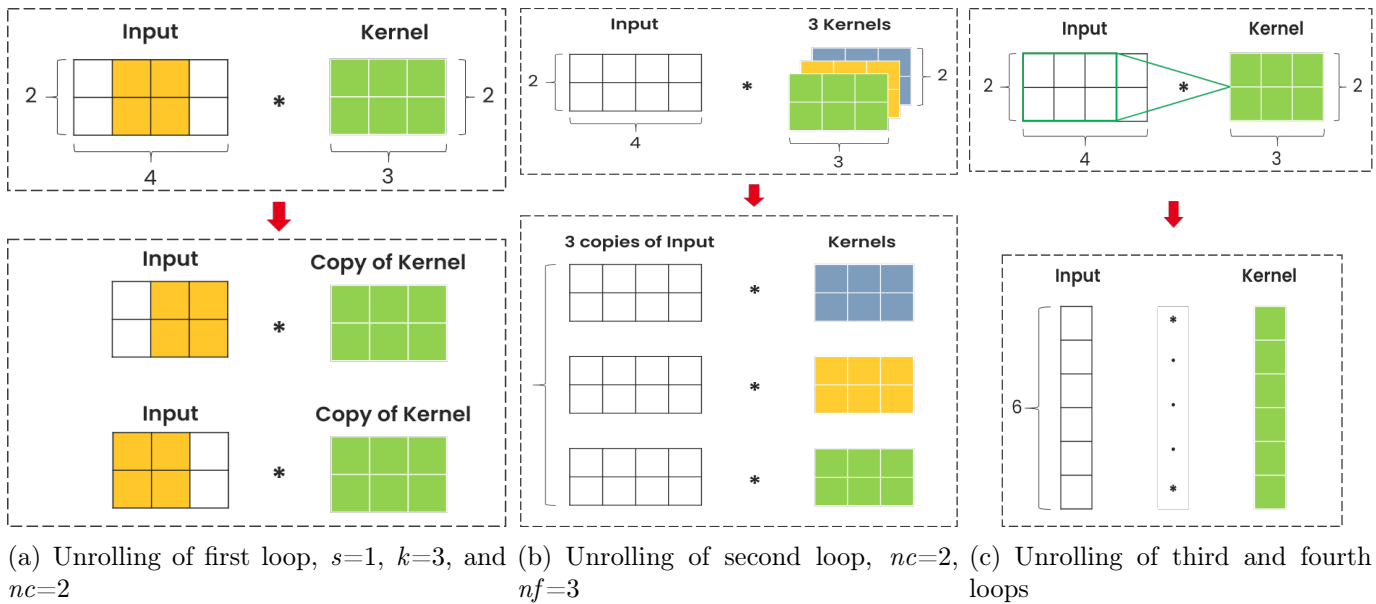 Input Kernel
2 * 2
4 3
Input Copy of Kernel
*
Input Copy of Kernel
*
(a) Unrolling of first loop, s=1, k=3, and
nc=2
Input 3 Kernels
2 * 2
4 3
3 copies of Input Kernels
*
*
*
(b) Unrolling of second loop, nc=2,
nf=3
Input Kernel
2 * 2
4 3
Input Kernel
*
.
6 .
.
*
(c) Unrolling of third and fourth
loops